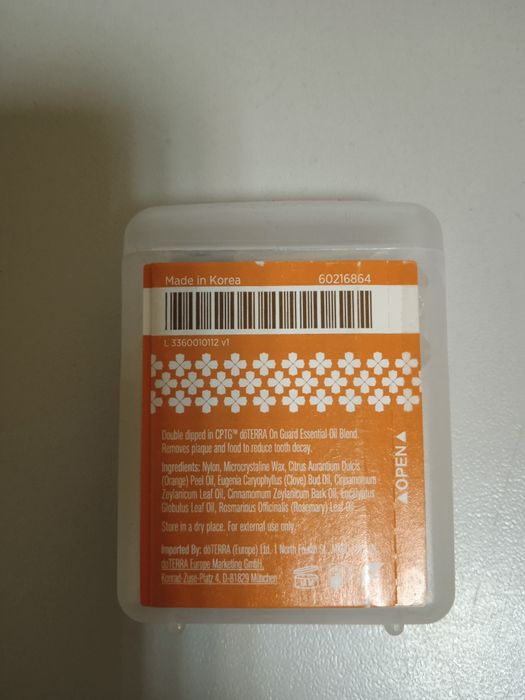 Made in Korea 60216864
L 3360010112 v1
Double dipped in CPTG™ dōTERRA On Guard Essential Oil Blend.
Removes plaque and food to reduce tooth decay.
Ingredients: Nylon, Microcrystaline Wax, Citrus Aurantium Dulcis
(Orange) Peel Oil, Eugenia Caryophyllus (Clove) Bud Oil, Cinnamomum
Zeylanicum Leaf Oil, Cinnamomum Zeylanicum Bark Oil, Eucalyptus
Globulus Leaf Oil, Rosmarinus Officinalis (Rosemary) Leaf Oil
Store in a dry place. For external use only.
Imported By: dōTERRA (Europe) Ltd, 1 North St.,
dōTERRA Europe Marketing GmbH,
Konrad-Zuse-Platz 4, D-81829 München
OPEN